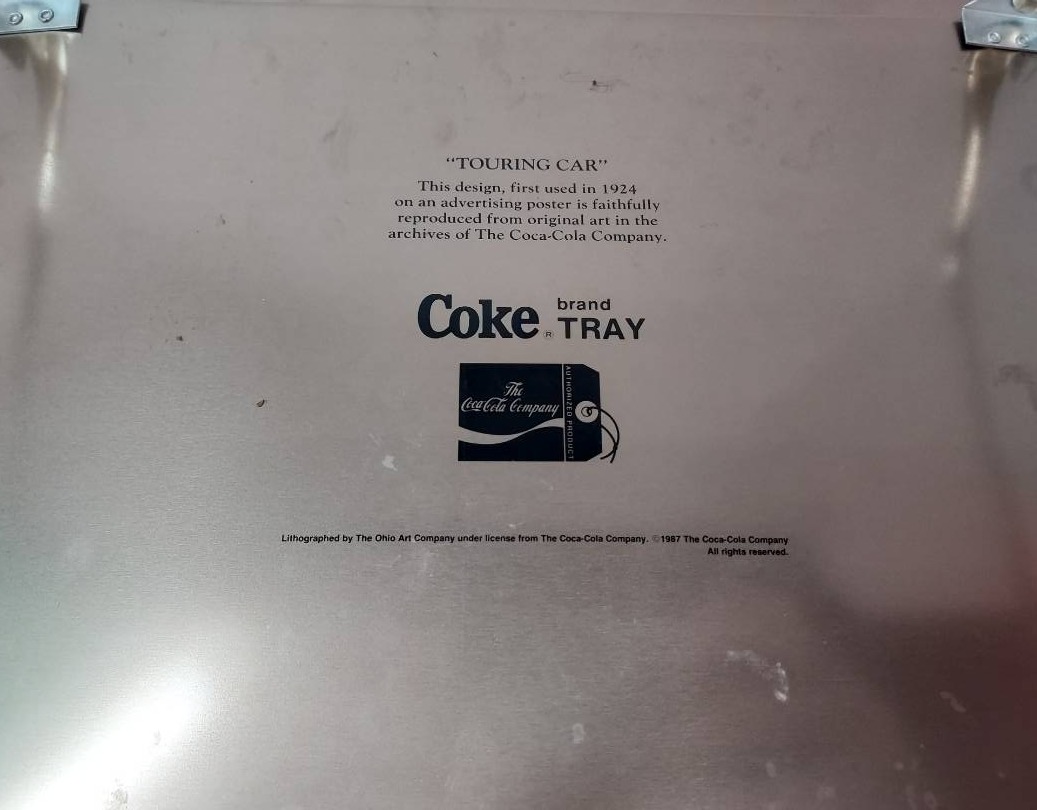 “TOURING CAR”
This design, first used in 1924
on an advertising poster is faithfully
reproduced from original art in the
archives of The Coca-Cola Company.
Coke ® brand
TRAY
The
Coca-Cola Company
AUTHORIZED PRODUCT
Lithographed by The Ohio Art Company under license from The Coca-Cola Company. ©1987 The Coca-Cola Company
All rights reserved.